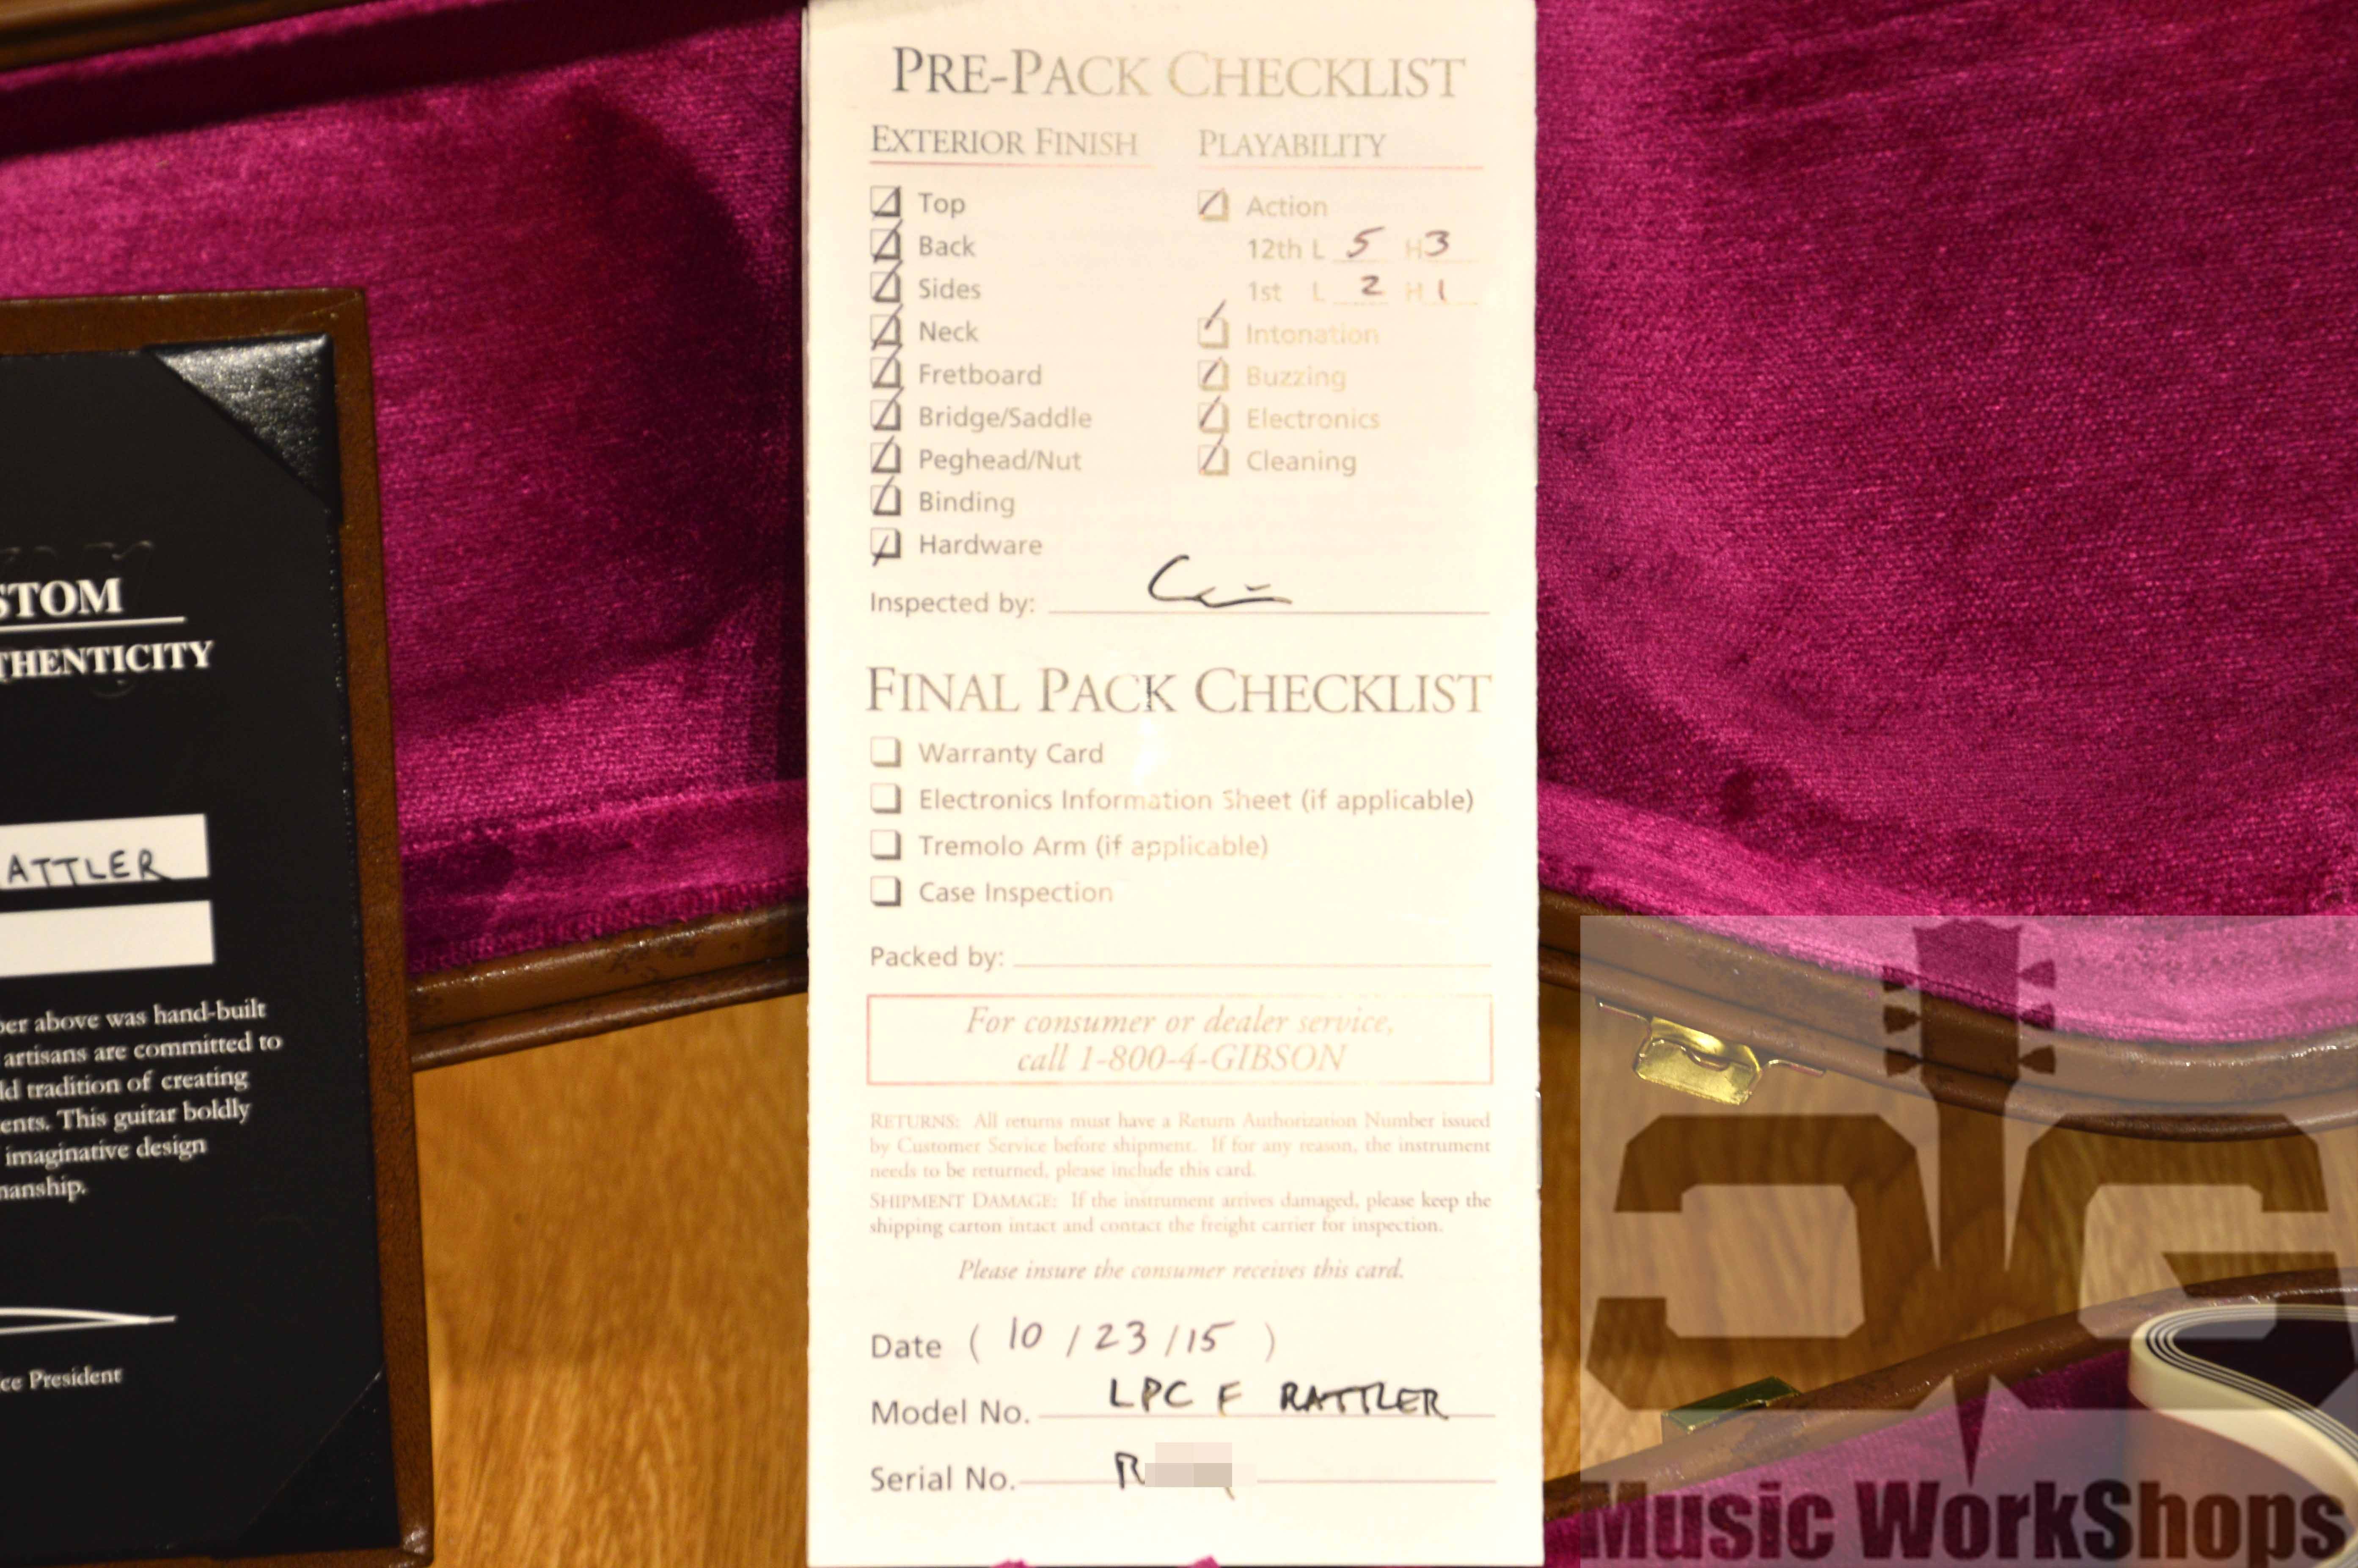 PRE-PACK CHECKLIST
EXTERIOR FINISH
Top
Back
Sides
Neck
Fretboard
Bridge/Saddle
Peghead/Nut
Binding
Hardware
PLAYABILITY
Action
12th L 5 H 3
1st L 2 H 1
Intonation
Buzzing
Electronics
Cleaning
Inspected by:
FINAL PACK CHECKLIST
Warranty Card
Electronics Information Sheet (if applicable)
Tremolo Arm (if applicable)
Case Inspection
Packed by:
For consumer or dealer service,
call 1-800-4-GIBSON
RETURNS: All returns must have a Return Authorization Number issued
by Customer Service before shipment. If for any reason, the instrument
needs to be returned, please include this card.
SHIPMENT DAMAGE: If the instrument arrives damaged, please keep the
shipping carton intact and contact the freight carrier for inspection.
Please insure the consumer receives this card.
Date ( 10 / 23 / 15 )
Model No. LPC F RATTLER
Serial No. R
STOM
THENTICITY
ATTLER
ber above was hand-built
artisans are committed to
ld tradition of creating
ents. This guitar boldly
imaginative design
manship.
ce President
Music WorkShops